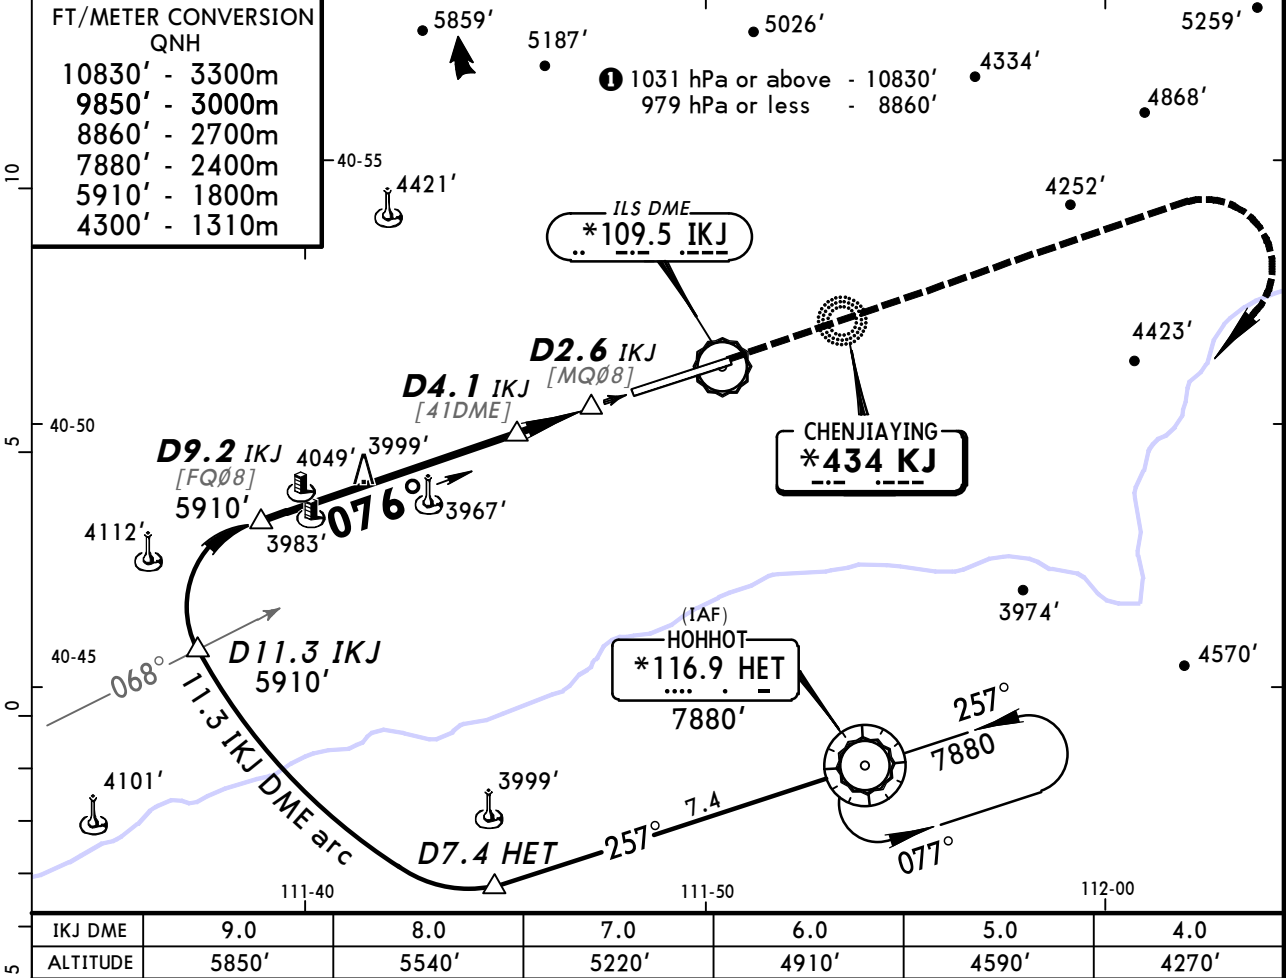 FT/METER CONVERSION
QNH
10830' - 3300m
9850' - 3000m
8860' - 2700m
7880' - 2400m
5910' - 1800m
4300' - 1310m
5859'
5187'
5026'
5259'
4334'
4868'
❶ 1031 hPa or above - 10830'
979 hPa or less - 8860'
10
40-55
4421'
4252'
ILS DME
*109.5 IKJ
4423'
D2.6 IKJ
[MQØ8]
D4.1 IKJ
[41DME]
40-50
5
CHENJIAYING
*434 KJ
D9.2 IKJ
[FQØ8]
5910'
4049'
3999'
076°
3967'
3983'
4112'
3974'
40-45
068°
D11.3 IKJ
5910'
(IAF)
HOHHOT
*116.9 HET
7880'
4570'
0
11.3 IKJ DME arc
257°
7880
4101'
3999'
7.4
257°
077°
D7.4 HET
111-40
111-50
112-00
IKJ DME 9.0 8.0 7.0 6.0 5.0 4.0
ALTITUDE 5850' 5540' 5220' 4910' 4590' 4270'
5